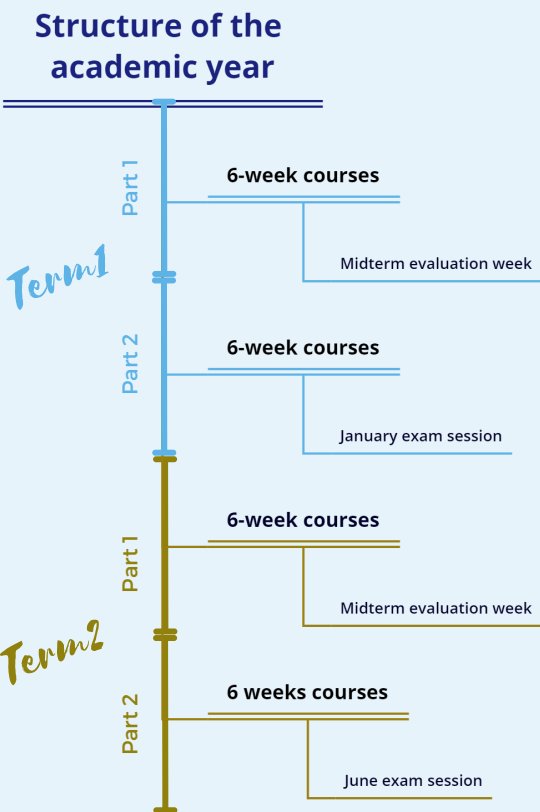 Structure of the
academic year
Term1
Part 1
6-week courses
Midterm evaluation week
Part 2
6-week courses
January exam session
Term2
Part 1
6-week courses
Midterm evaluation week
Part 2
6 weeks courses
June exam session